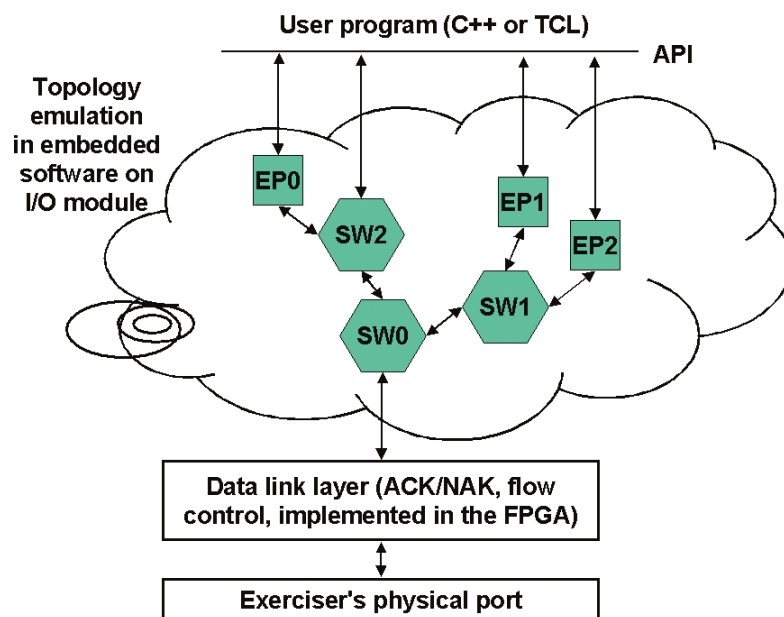 User program (C++ or TCL)
API
Topology
emulation
in embedded
software on
I/O module
EP0
SW2
EP1
EP2
SW1
SW0
Data link layer (ACK/NAK, flow
control, implemented in the FPGA)
Exerciser's physical port